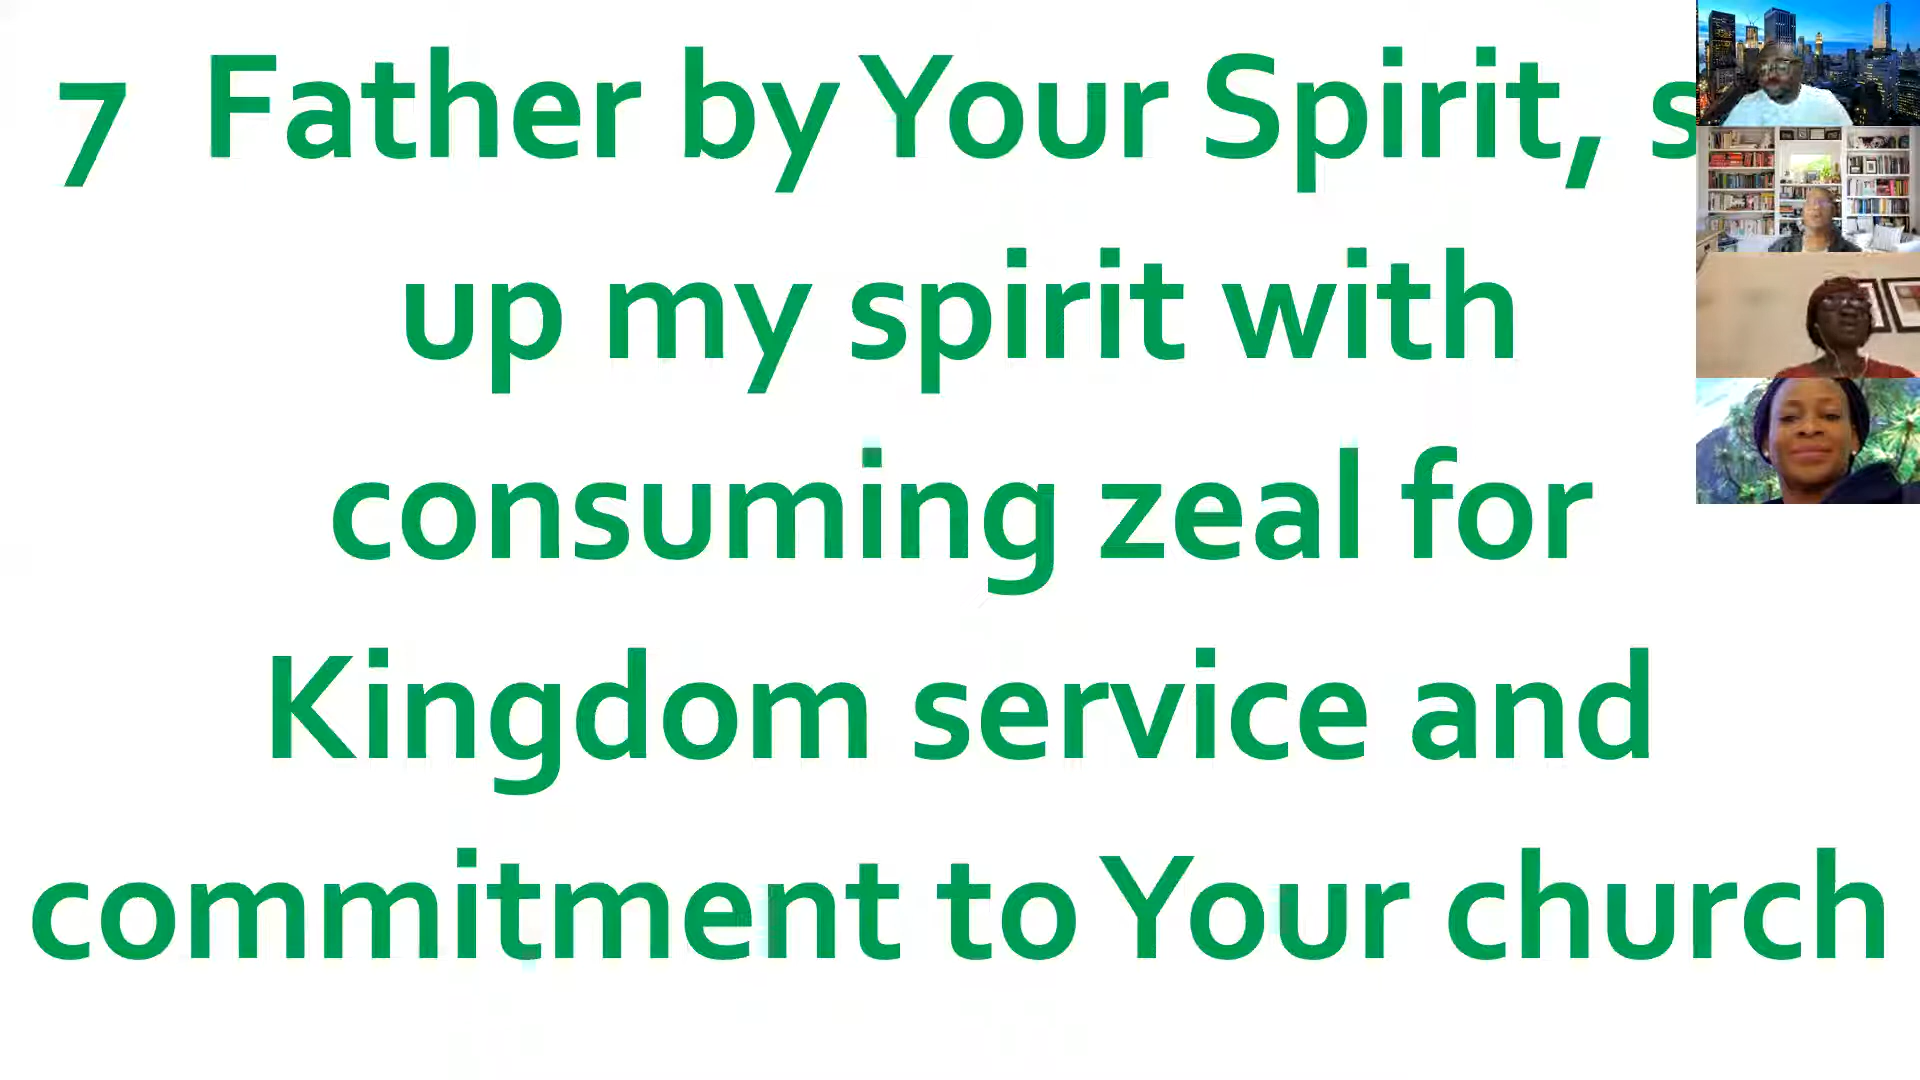 7 Father by Your Spirit,
up my spirit with
consuming zeal for
Kingdom service and
commitment to Your church